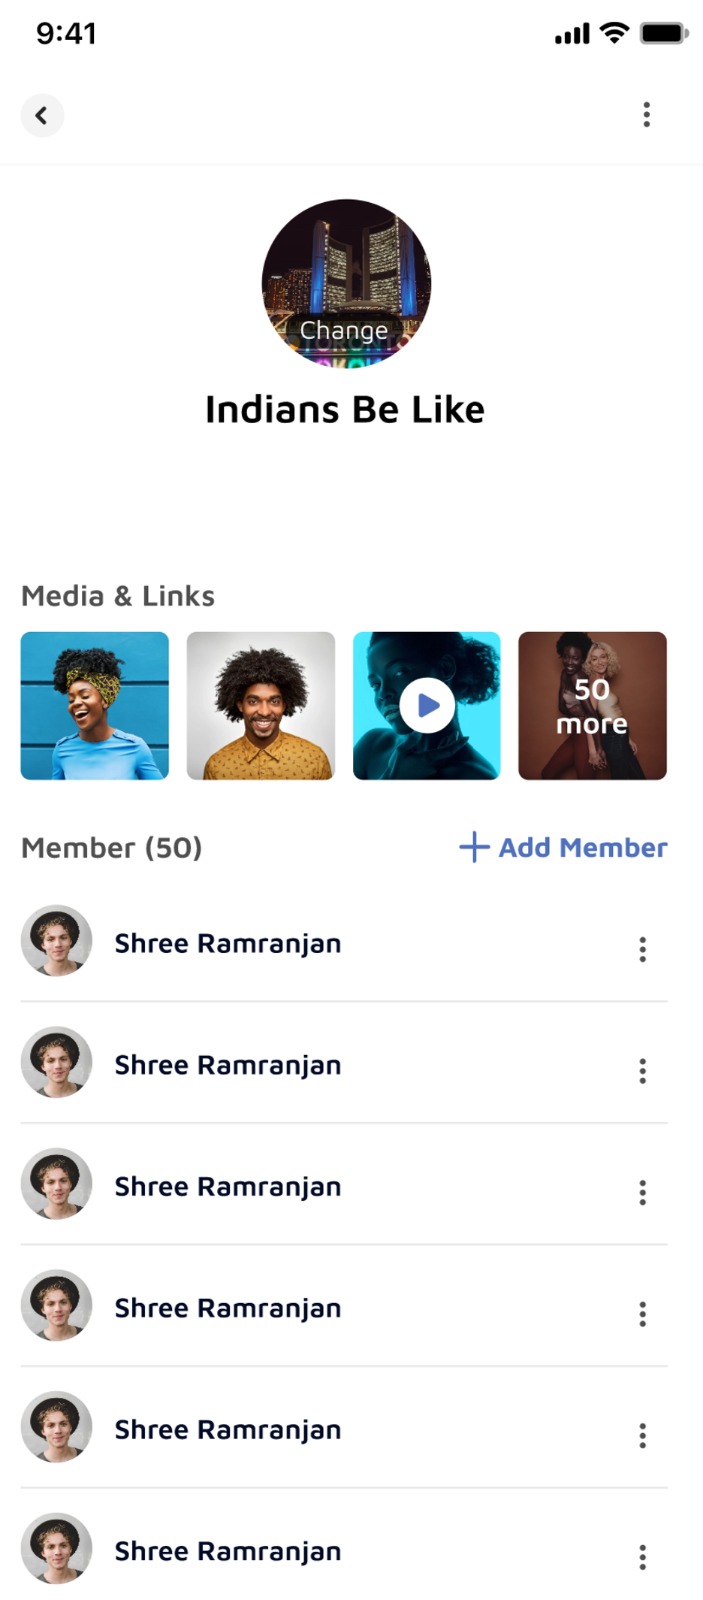 9:41
Change
TORONTO
Indians Be Like
Media & Links
50
more
Member (50)
Add Member
Shree Ramranjan
Shree Ramranjan
Shree Ramranjan
Shree Ramranjan
Shree Ramranjan
Shree Ramranjan